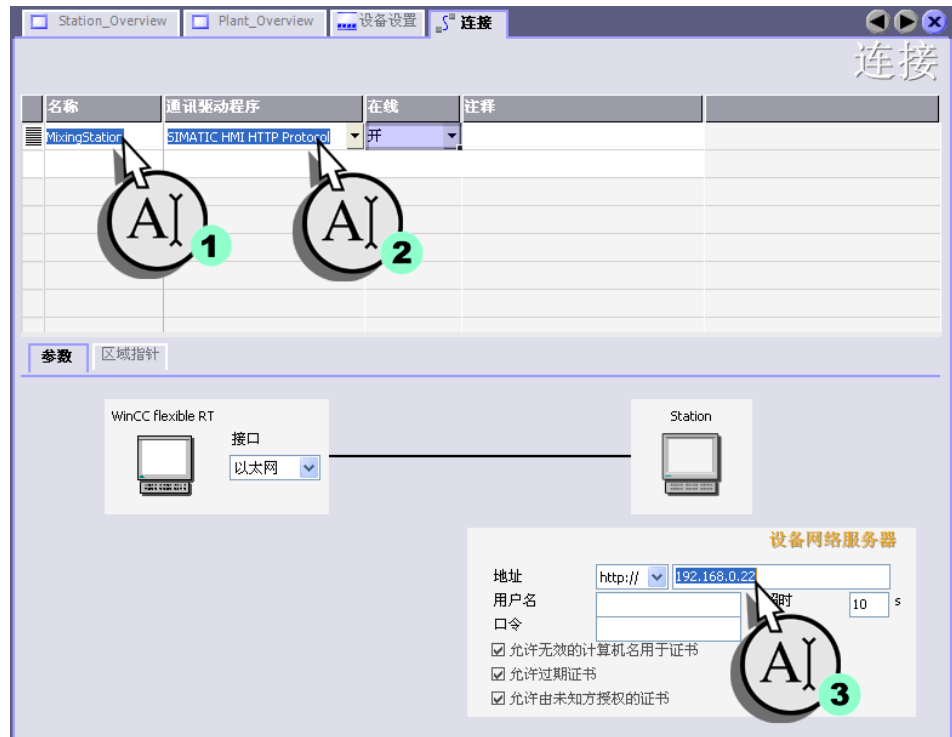 Station_Overview Plant_Overview 设备设置 连接
连接
名称 通讯驱动程序 在线 注释
MixingStation SIMATIC HMI HTTP Protocol 开
A 1 A 2
参数 区域指针
WinCC flexible RT Station
接口
以太网
设备网络服务器
地址 http:// 192.168.0.22
用户名 时 10 s
口令
允许无效的计算机名用于证书
允许过期证书
允许由未知方授权的证书
A 3